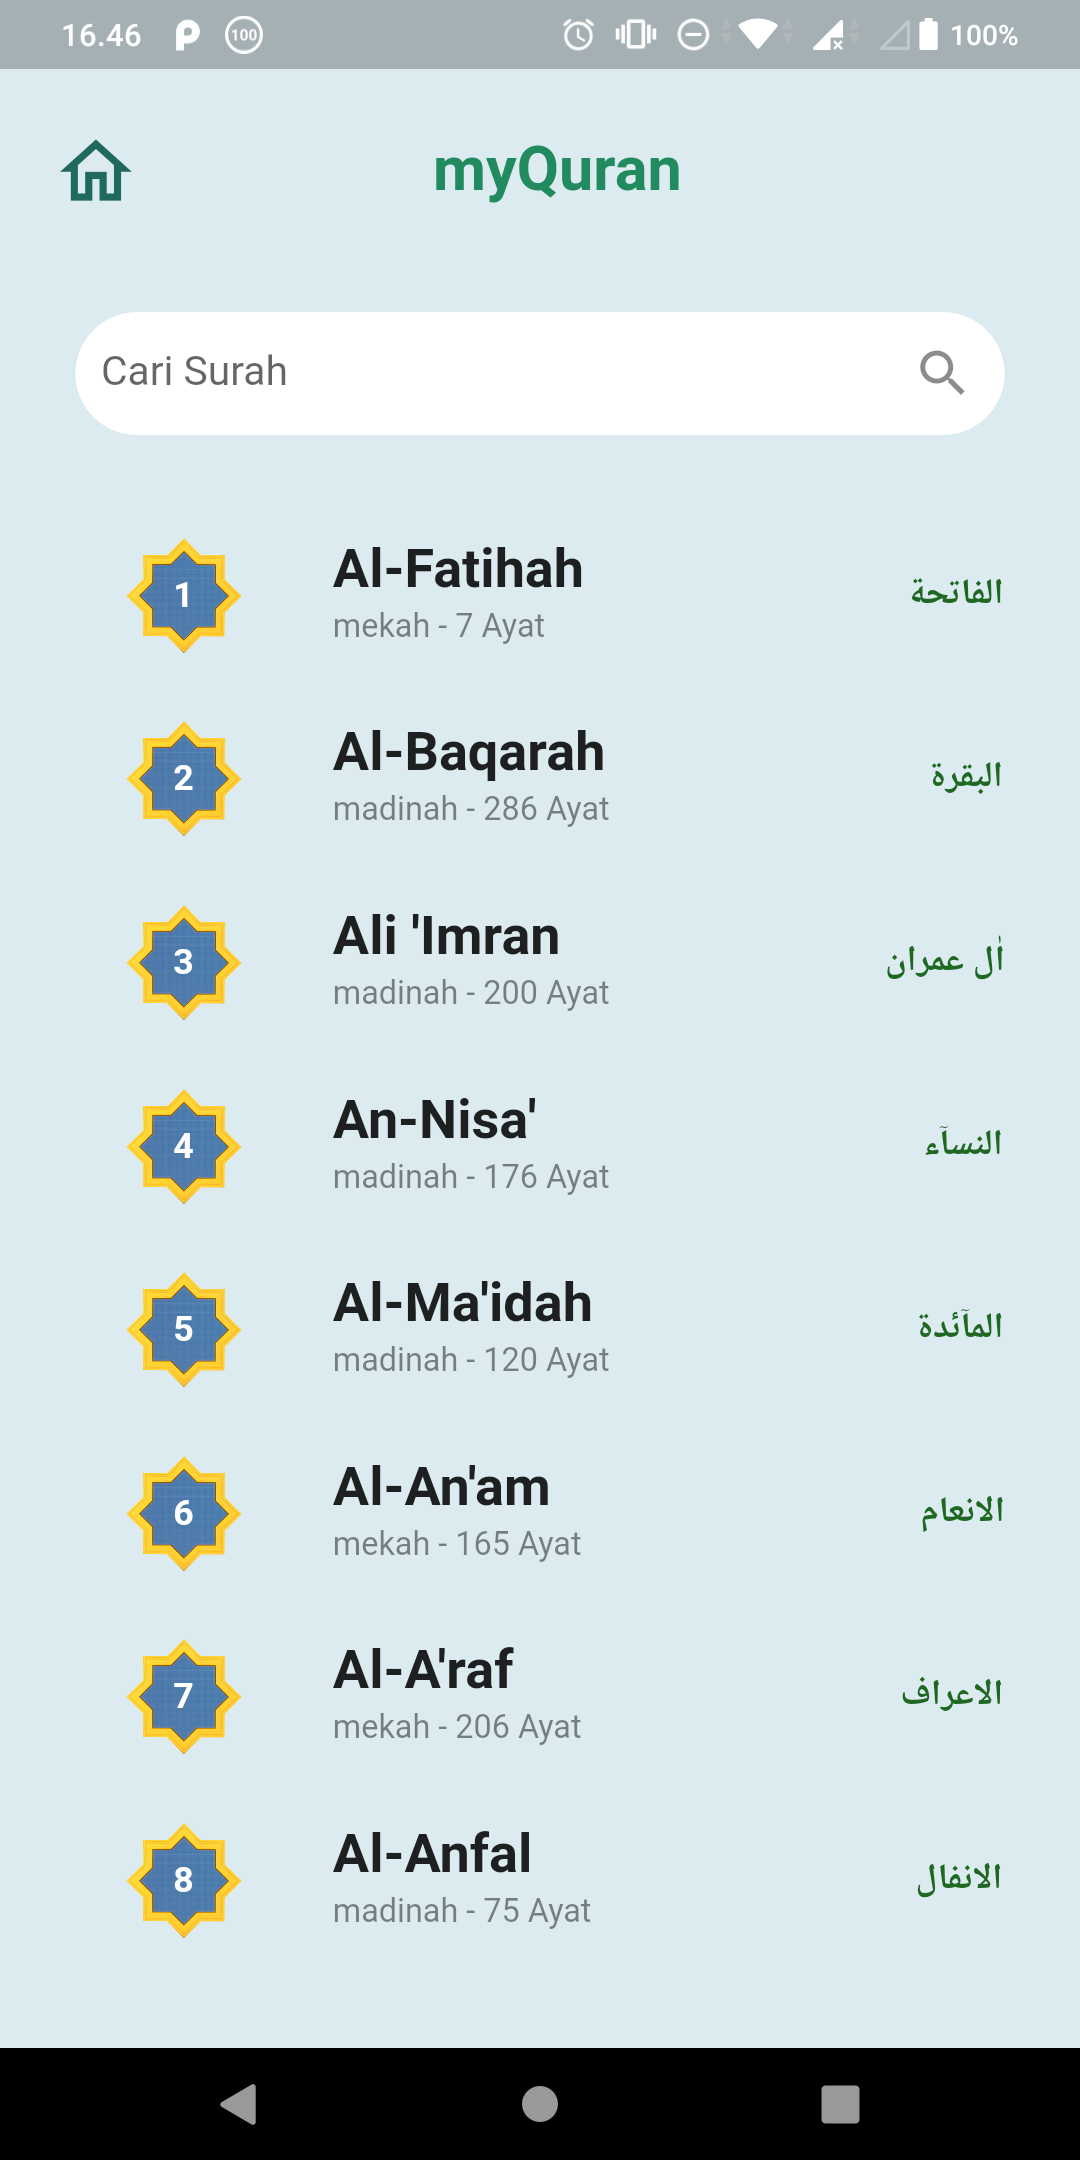 16.46 100 100%
myQuran
Cari Surah
1 Al-Fatihah الفاتحة
mekah - 7 Ayat
2 Al-Baqarah البقرة
madinah - 286 Ayat
3 Ali 'Imran اٰل عمران
madinah - 200 Ayat
4 An-Nisa' النساۤء
madinah - 176 Ayat
5 Al-Ma'idah الماۤئدة
madinah - 120 Ayat
6 Al-An'am الانعام
mekah - 165 Ayat
7 Al-A'raf الاعراف
mekah - 206 Ayat
8 Al-Anfal الانفال
madinah - 75 Ayat